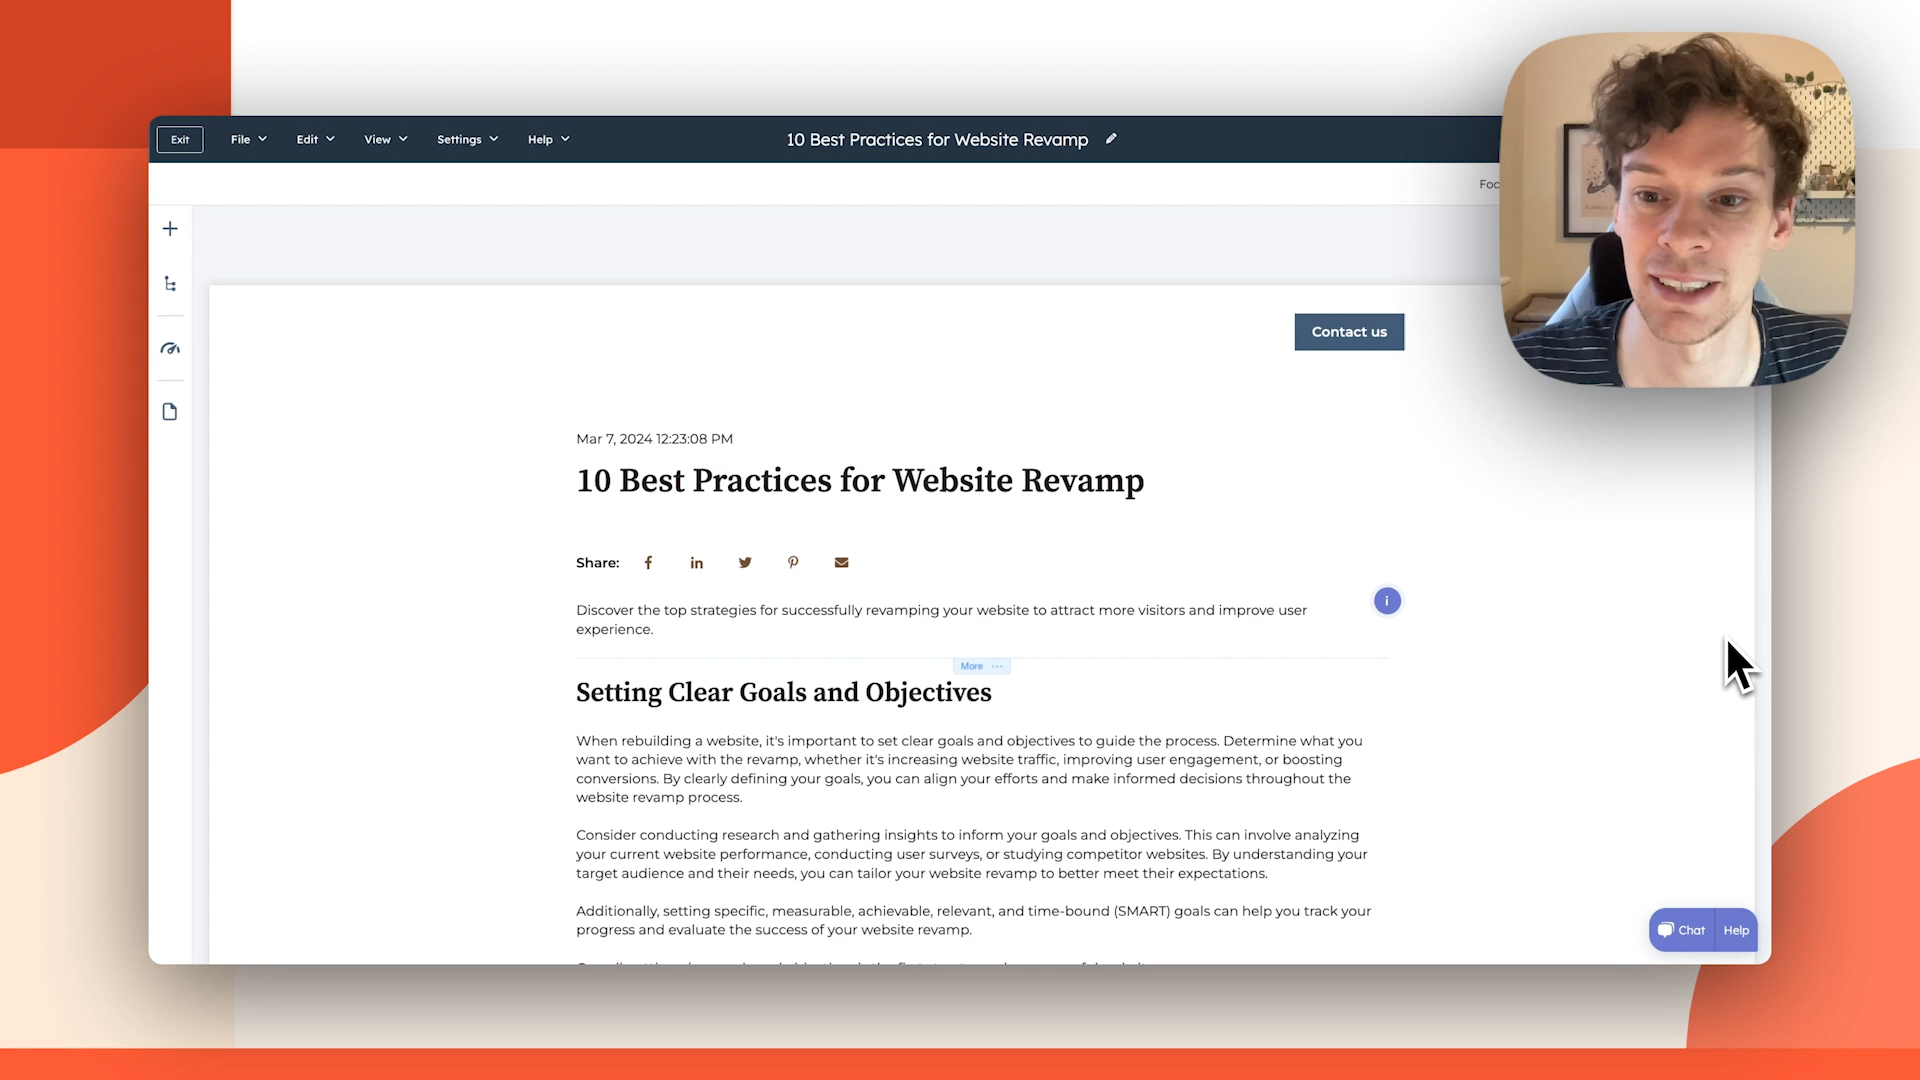 Exit
File
Edit
View
Settings
Help
10 Best Practices for Website Revamp
Contact us
Mar 7, 2024 12:23:08 PM
10 Best Practices for Website Revamp
Share:
Discover the top strategies for successfully revamping your website to attract more visitors and improve user
experience.
More
Setting Clear Goals and Objectives
When rebuilding a website, it's important to set clear goals and objectives to guide the process. Determine what you
want to achieve with the revamp, whether it's increasing website traffic, improving user engagement, or boosting
conversions. By clearly defining your goals, you can align your efforts and make informed decisions throughout the
website revamp process.
Consider conducting research and gathering insights to inform your goals and objectives. This can involve analyzing
your current website performance, conducting user surveys, or studying competitor websites. By understanding your
target audience and their needs, you can tailor your website revamp to better meet their expectations.
Additionally, setting specific, measurable, achievable, relevant, and time-bound (SMART) goals can help you track your
progress and evaluate the success of your website revamp.
Chat
Help